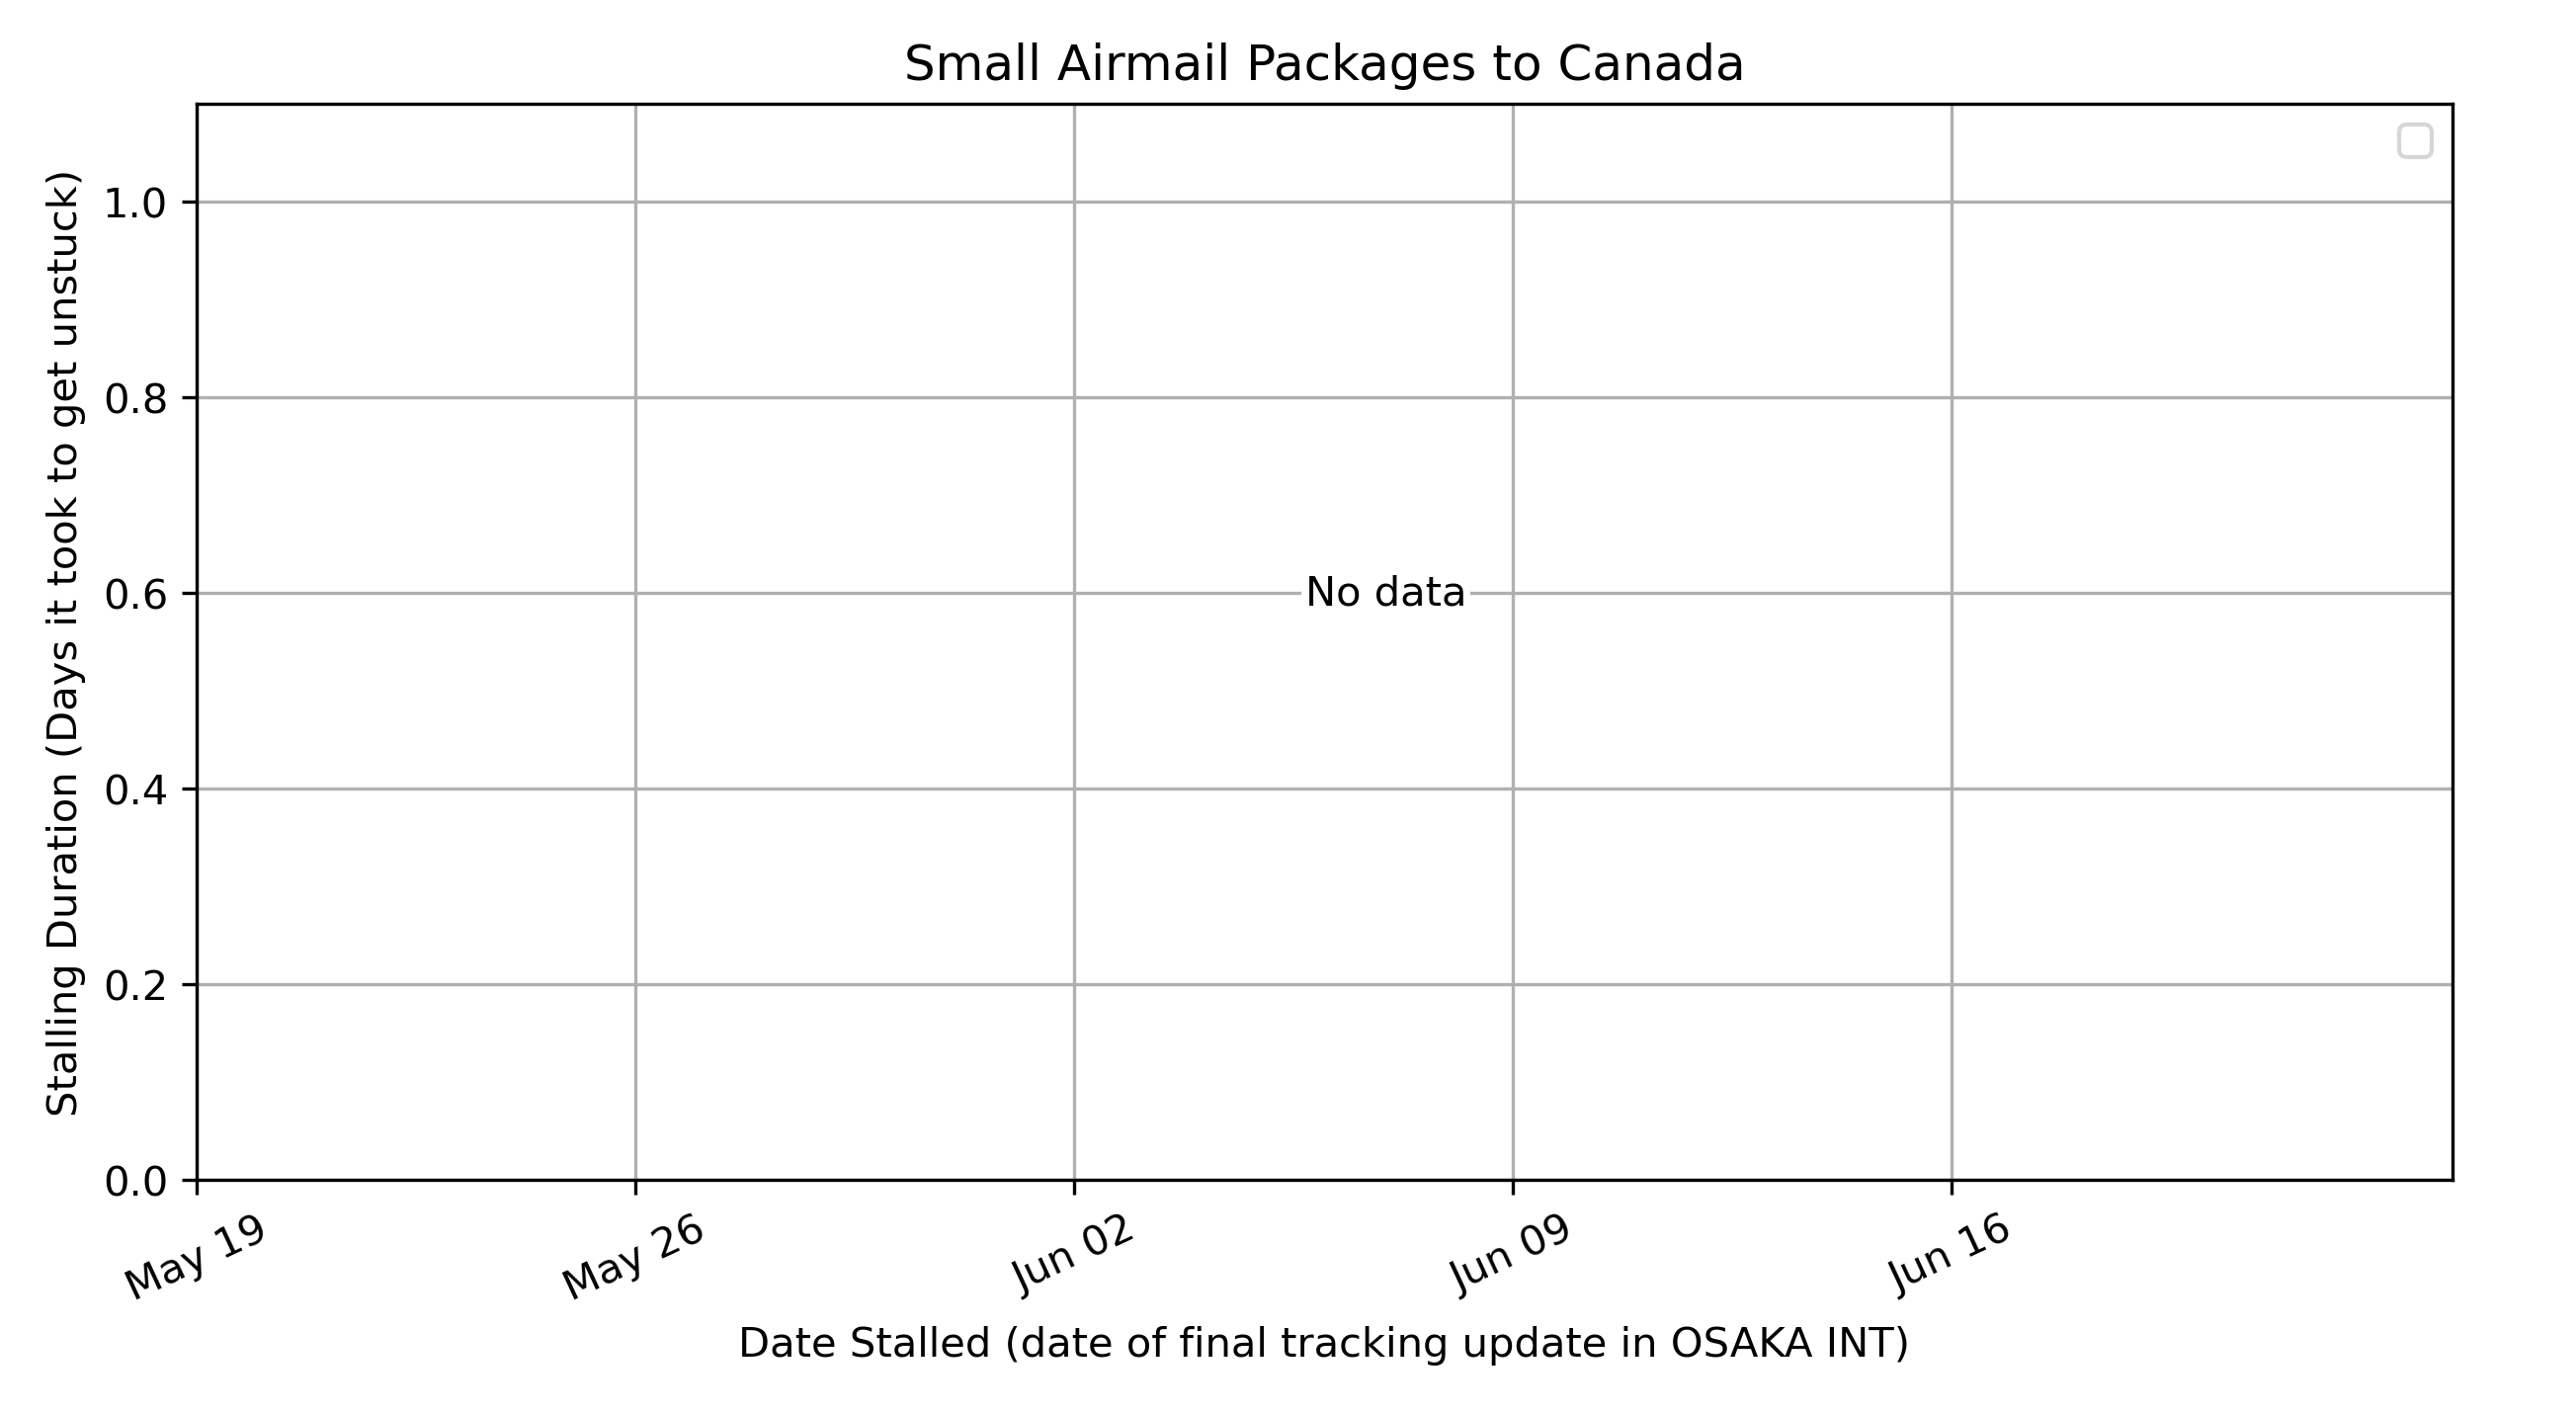 Small Airmail Packages to Canada
Stalling Duration (Days it took to get unstuck)
1.0
0.8
0.6
0.4
0.2
0.0
No data
May 19
May 26
Jun 02
Jun 09
Jun 16
Date Stalled (date of final tracking update in OSAKA INT)